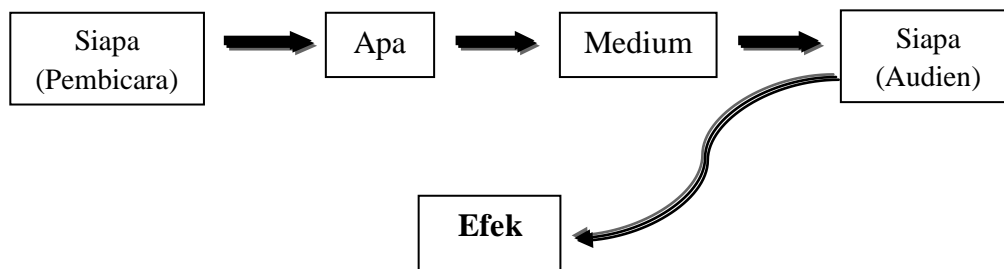 Siapa
(Pembicara)
Apa
Medium
Siapa
(Audien)
Efek